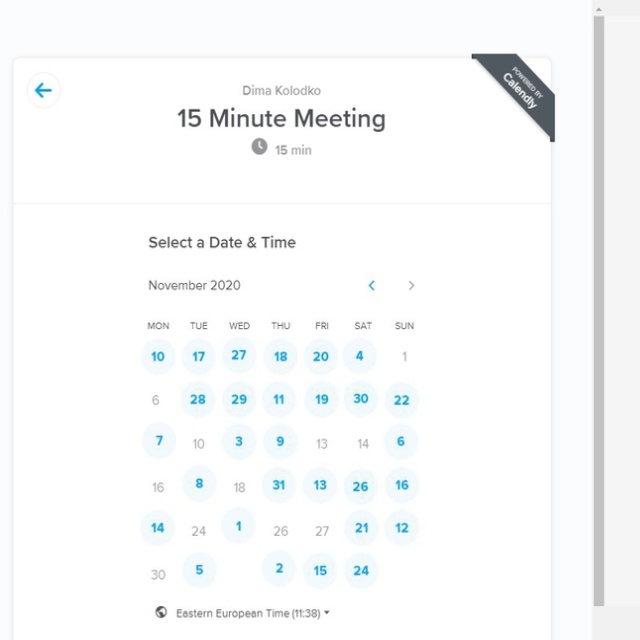 POWERED BY
Calendly
Dima Kolodko
15 Minute Meeting
15 min
Select a Date & Time
November 2020
MON TUE WED THU FRI SAT SUN
10 17 27 18 20 4 1
6 28 29 11 19 30 22
7 10 3 9 13 14 6
16 8 18 31 13 26 16
14 24 1 26 27 21 12
30 5 2 15 24
Eastern European Time (11:38)